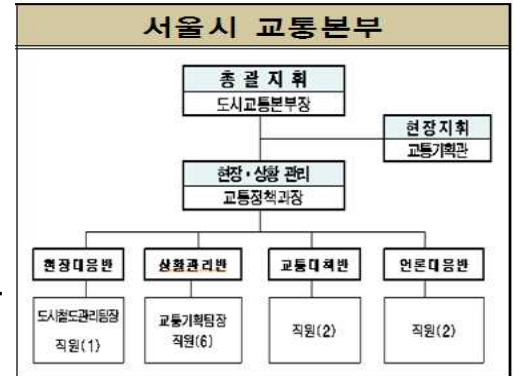 서울시 교통본부
총 괄 지 휘
도시교통본부장
현장지휘
교통기획관
현장·상황 관리
교통정책과장
현장대응반
상황관리반
교통대책반
언론대응반
도시철도관리팀장
직원(1)
교통기획팀장
직원(6)
직원(2)
직원(2)